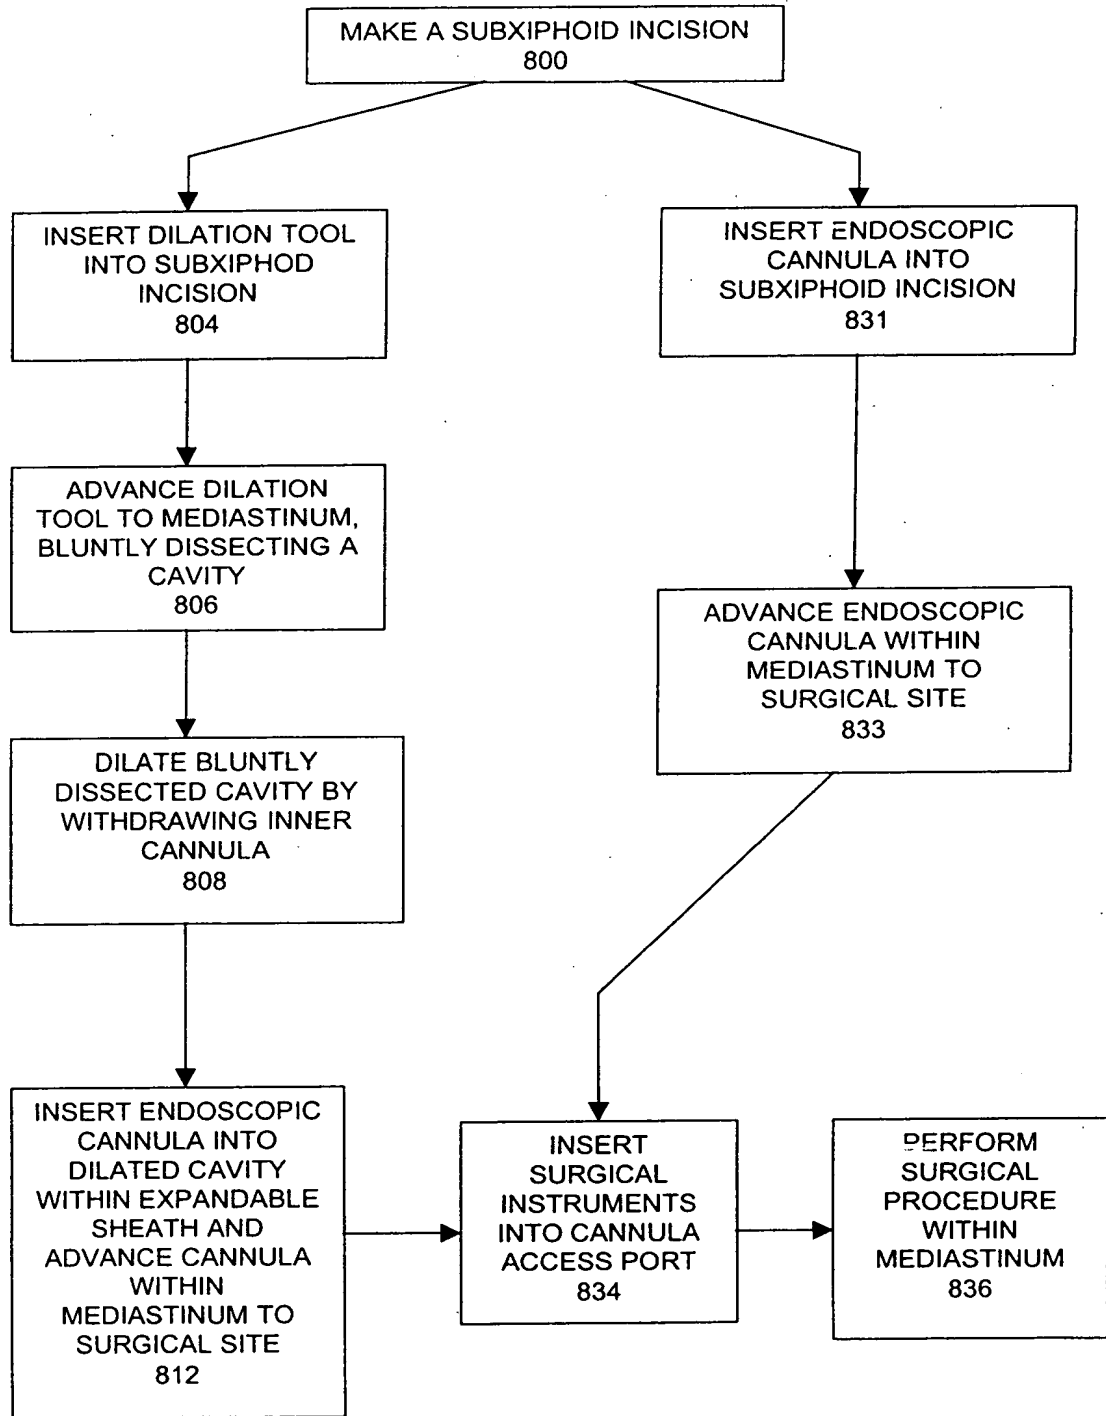 MAKE A SUBXIPHOID INCISION
800
INSERT DILATION TOOL
INTO SUBXIPHOD
INCISION
804
INSERT ENDOSCOPIC
CANNULA INTO
SUBXIPHOID INCISION
831
ADVANCE DILATION
TOOL TO MEDIASTINUM,
BLUNTLY DISSECTING A
CAVITY
806
ADVANCE ENDOSCOPIC
CANNULA WITHIN
MEDIASTINUM TO
SURGICAL SITE
833
DILATE BLUNTLY
DISSECTED CAVITY BY
WITHDRAWING INNER
CANNULA
808
INSERT ENDOSCOPIC
CANNULA INTO
DILATED CAVITY
WITHIN EXPANDABLE
SHEATH AND
ADVANCE CANNULA
WITHIN
MEDIASTINUM TO
SURGICAL SITE
812
INSERT
SURGICAL
INSTRUMENTS
INTO CANNULA
ACCESS PORT
834
PERFORM
SURGICAL
PROCEDURE
WITHIN
MEDIASTINUM
836